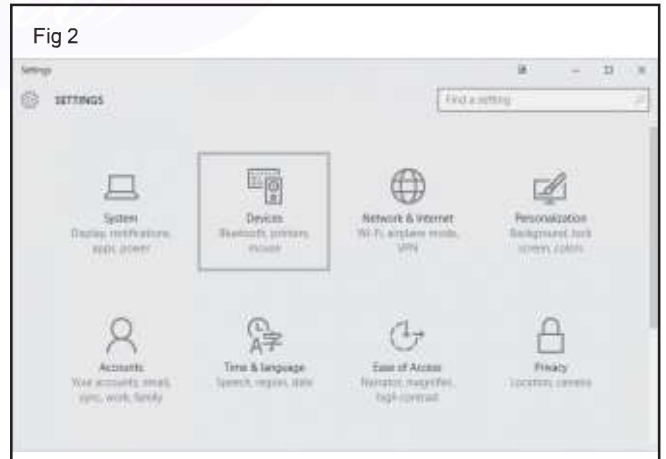 Fig 2
Settings
SETTINGS
Find a setting
System
Display, notifications,
apps, power
Devices
Bluetooth, printers,
mouse
Network & Internet
Wi-Fi, airplane mode,
VPN
Personalization
Background, lock
screen, colors
Accounts
Your accounts, email,
sync, work, family
Time & language
Speech, region, date
Ease of Access
Narrator, magnifier,
high contrast
Privacy
Location, camera